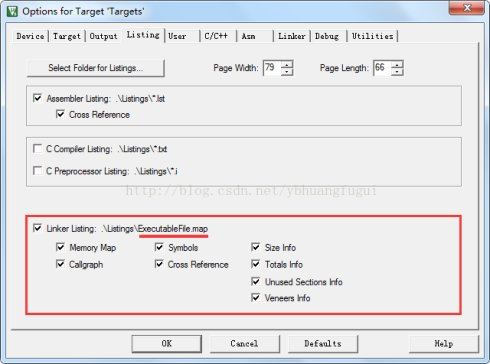 Options for Target 'Targets'
Device Target Output Listing User C/C++ Asm Linker Debug Utilities
Select Folder for Listings... Page Width: 79 Page Length: 66
Assembler Listing: .\Listings\*.lst
Cross Reference
C Compiler Listing: .\Listings\*.txt
C Preprocessor Listing: .\Listings\*.i
http://blog.csdn.net/ybhuangfugui
Linker Listing: .\Listings\ExecutableFile.map
Memory Map Symbols Size Info
Callgraph Cross Reference Totals Info
Unused Sections Info
Veneers Info
OK Cancel Defaults Help